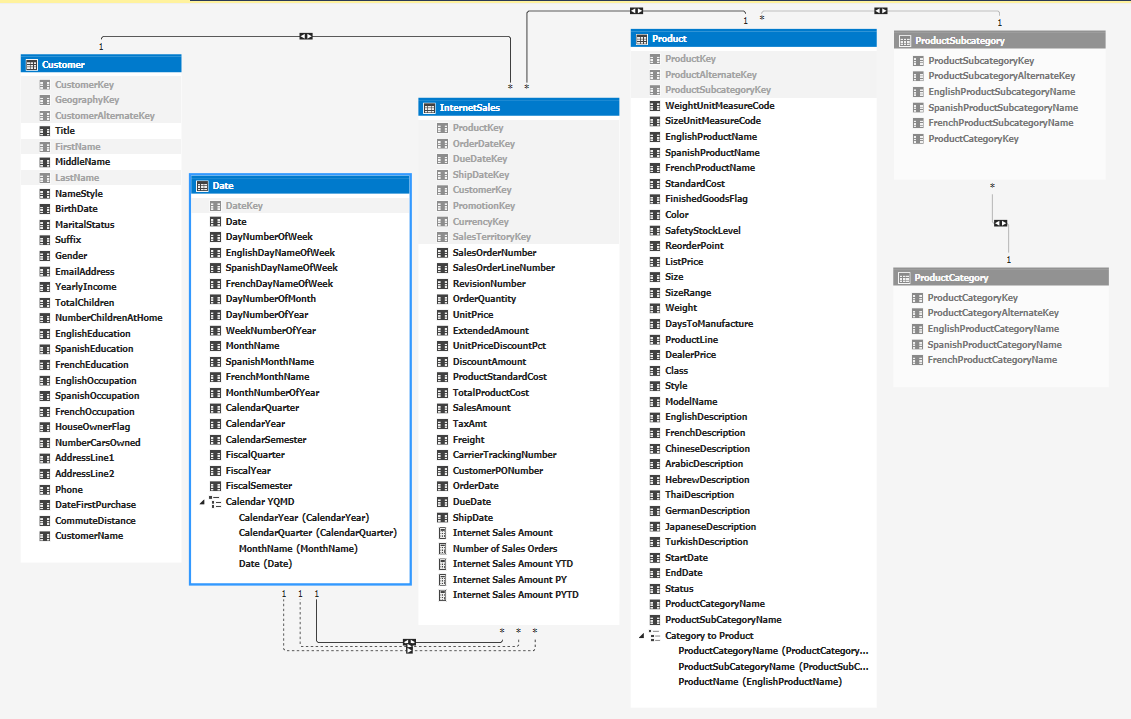 1
Customer
CustomerKey
GeographyKey
CustomerAlternateKey
Title
FirstName
MiddleName
LastName
NameStyle
BirthDate
MaritalStatus
Suffix
Gender
EmailAddress
YearlyIncome
TotalChildren
NumberChildrenAtHome
EnglishEducation
SpanishEducation
FrenchEducation
EnglishOccupation
SpanishOccupation
FrenchOccupation
HouseOwnerFlag
NumberCarsOwned
AddressLine1
AddressLine2
Phone
DateFirstPurchase
CommuteDistance
CustomerName
Date
DateKey
Date
DayNumberOfWeek
EnglishDayNameOfWeek
SpanishDayNameOfWeek
FrenchDayNameOfWeek
DayNumberOfMonth
DayNumberOfYear
WeekNumberOfYear
MonthName
SpanishMonthName
FrenchMonthName
MonthNumberOfYear
CalendarQuarter
CalendarYear
CalendarSemester
FiscalQuarter
FiscalYear
FiscalSemester
Calendar YQMD
CalendarYear (CalendarYear)
CalendarQuarter (CalendarQuarter)
MonthName (MonthName)
Date (Date)
1 1 1
* *
InternetSales
ProductKey
OrderDateKey
DueDateKey
ShipDateKey
CustomerKey
PromotionKey
CurrencyKey
SalesTerritoryKey
SalesOrderNumber
SalesOrderLineNumber
RevisionNumber
OrderQuantity
UnitPrice
ExtendedAmount
UnitPriceDiscountPct
DiscountAmount
ProductStandardCost
TotalProductCost
SalesAmount
TaxAmt
Freight
CarrierTrackingNumber
CustomerPONumber
OrderDate
DueDate
ShipDate
Internet Sales Amount
Number of Sales Orders
Internet Sales Amount YTD
Internet Sales Amount PY
Internet Sales Amount PYTD
* * *
1 *
Product
ProductKey
ProductAlternateKey
ProductSubcategoryKey
WeightUnitMeasureCode
SizeUnitMeasureCode
EnglishProductName
SpanishProductName
FrenchProductName
StandardCost
FinishedGoodsFlag
Color
SafetyStockLevel
ReorderPoint
ListPrice
Size
SizeRange
Weight
DaysToManufacture
ProductLine
DealerPrice
Class
Style
ModelName
EnglishDescription
FrenchDescription
ChineseDescription
ArabicDescription
HebrewDescription
ThaiDescription
GermanDescription
JapaneseDescription
TurkishDescription
StartDate
EndDate
Status
ProductCategoryName
ProductSubCategoryName
Category to Product
ProductCategoryName (ProductCategory...
ProductSubCategoryName (ProductSubC...
ProductName (EnglishProductName)
1
ProductSubcategory
ProductSubcategoryKey
ProductSubcategoryAlternateKey
EnglishProductSubcategoryName
SpanishProductSubcategoryName
FrenchProductSubcategoryName
ProductCategoryKey
*
1
ProductCategory
ProductCategoryKey
ProductCategoryAlternateKey
EnglishProductCategoryName
SpanishProductCategoryName
FrenchProductCategoryName